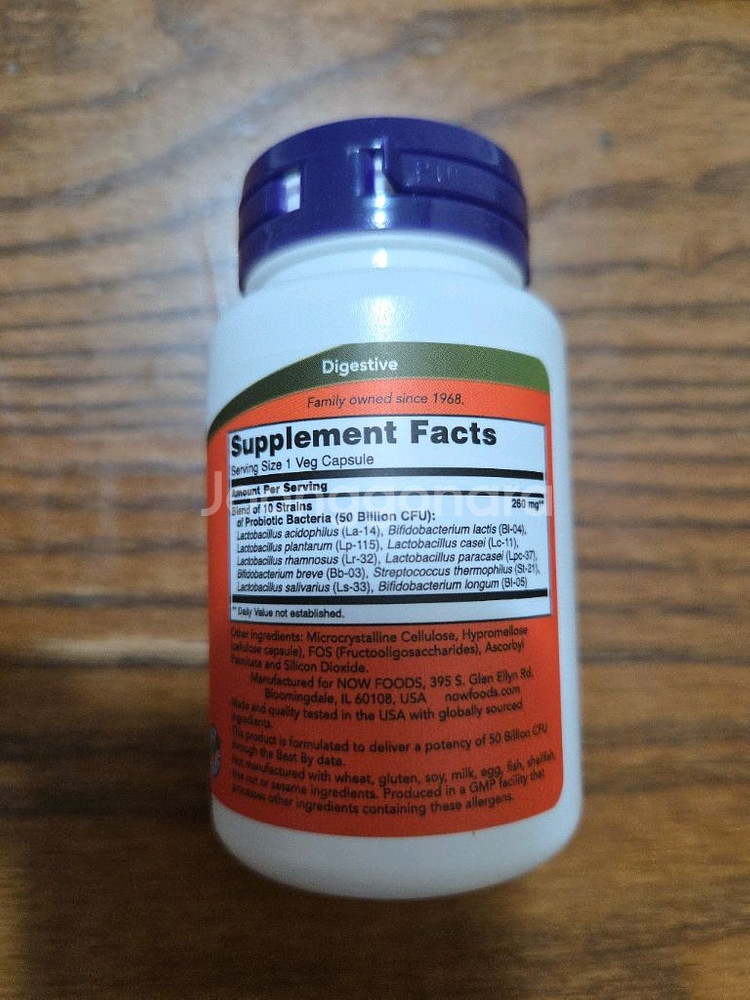 Digestive
Family owned since 1968.
Supplement Facts
Serving Size 1 Veg Capsule
Amount Per Serving
Blend of 10 Strains 260 mg**
of Probiotic Bacteria (50 Billion CFU):
Lactobacillus acidophilus (La-14), Bifidobacterium lactis (Bl-04),
Lactobacillus plantarum (Lp-115), Lactobacillus casei (Lc-11),
Lactobacillus rhamnosus (Lr-32), Lactobacillus paracasei (Lpc-37),
Bifidobacterium breve (Bb-03), Streptococcus thermophilus (St-21),
Lactobacillus salivarius (Ls-33), Bifidobacterium longum (Bl-05)
** Daily Value not established.
Other ingredients: Microcrystalline Cellulose, Hypromellose
(cellulose capsule), FOS (Fructooligosaccharides), Ascorbyl
Palmitate and Silicon Dioxide.
Manufactured for NOW FOODS, 395 S. Glen Ellyn Rd.
Bloomingdale, IL 60108, USA nowfoods.com
Made and quality tested in the USA with globally sourced
ingredients.
This product is formulated to deliver a potency of 50 Billion CFU
through the Best By date.
Not manufactured with wheat, gluten, soy, milk, egg, fish, shellfish,
tree nut or sesame ingredients. Produced in a GMP facility that
processes other ingredients containing these allergens.